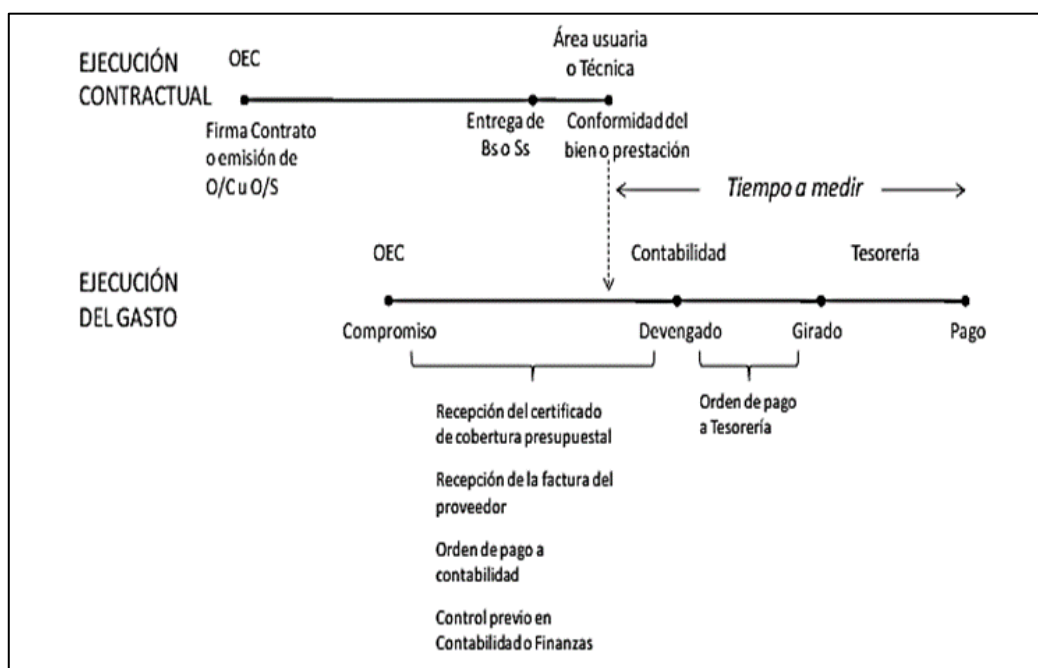 EJECUCIÓN
CONTRACTUAL
OEC
Área usuaria
o Técnica
Firma Contrato
o emisión de
O/C u O/S
Entrega de
Bs o Ss
Conformidad del
bien o prestación
Tiempo a medir
EJECUCIÓN
DEL GASTO
OEC
Contabilidad
Tesorería
Compromiso
Devengado
Girado
Pago
Recepción del certificado
de cobertura presupuestal
Recepción de la factura del
proveedor
Orden de pago a
contabilidad
Control previo en
Contabilidad o Finanzas
Orden de pago
a Tesorería